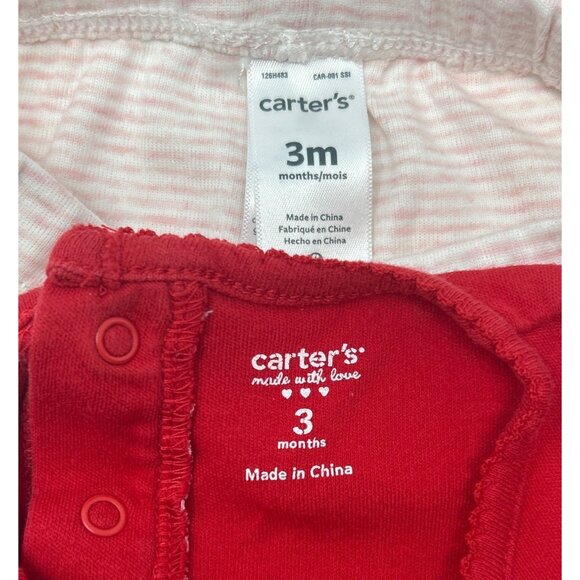 126H483 CAR-001 SSI
carter's®
3m
months/mois
Made in China
Fabriqué en Chine
Hecho en China
carter's®
made with love
♥♥♥
3
months
Made in China